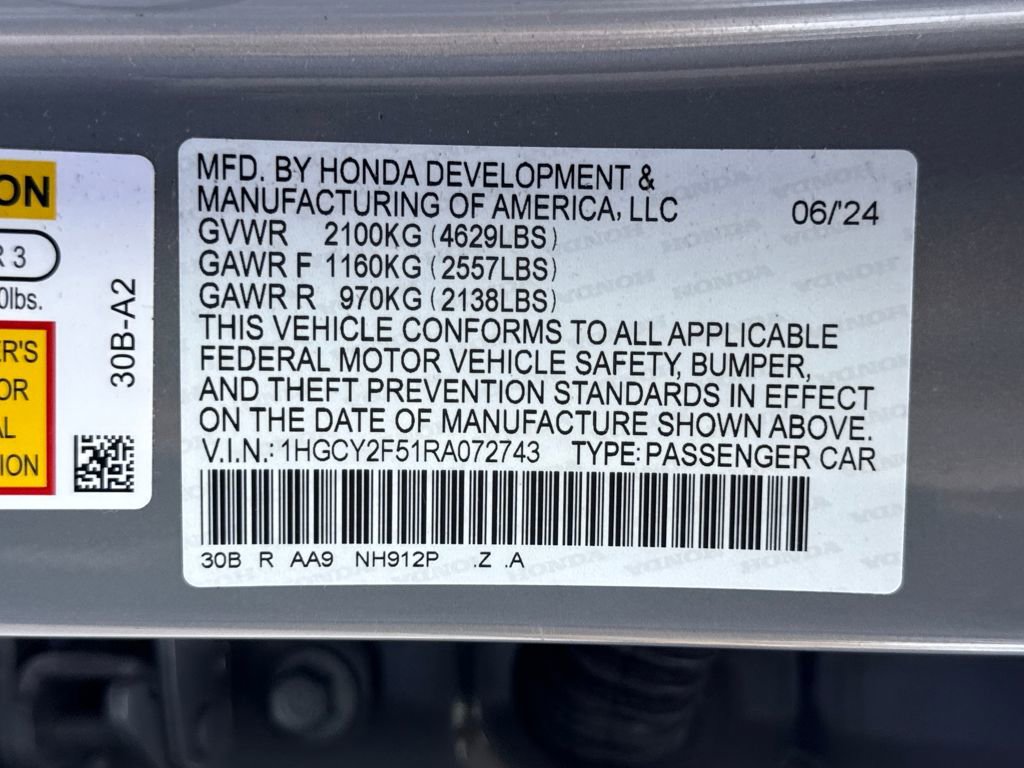 ON
R 3
0lbs.
ER'S
OR
AL
TION
30B-A2
MFD. BY HONDA DEVELOPMENT &
MANUFACTURING OF AMERICA, LLC 06/'24
GVWR 2100KG (4629LBS)
GAWR F 1160KG (2557LBS)
GAWR R 970KG (2138LBS)
THIS VEHICLE CONFORMS TO ALL APPLICABLE
FEDERAL MOTOR VEHICLE SAFETY, BUMPER,
AND THEFT PREVENTION STANDARDS IN EFFECT
ON THE DATE OF MANUFACTURE SHOWN ABOVE.
V.I.N.: 1HGCY2F51RA072743 TYPE: PASSENGER CAR
30B R AA9 NH912P .Z .A